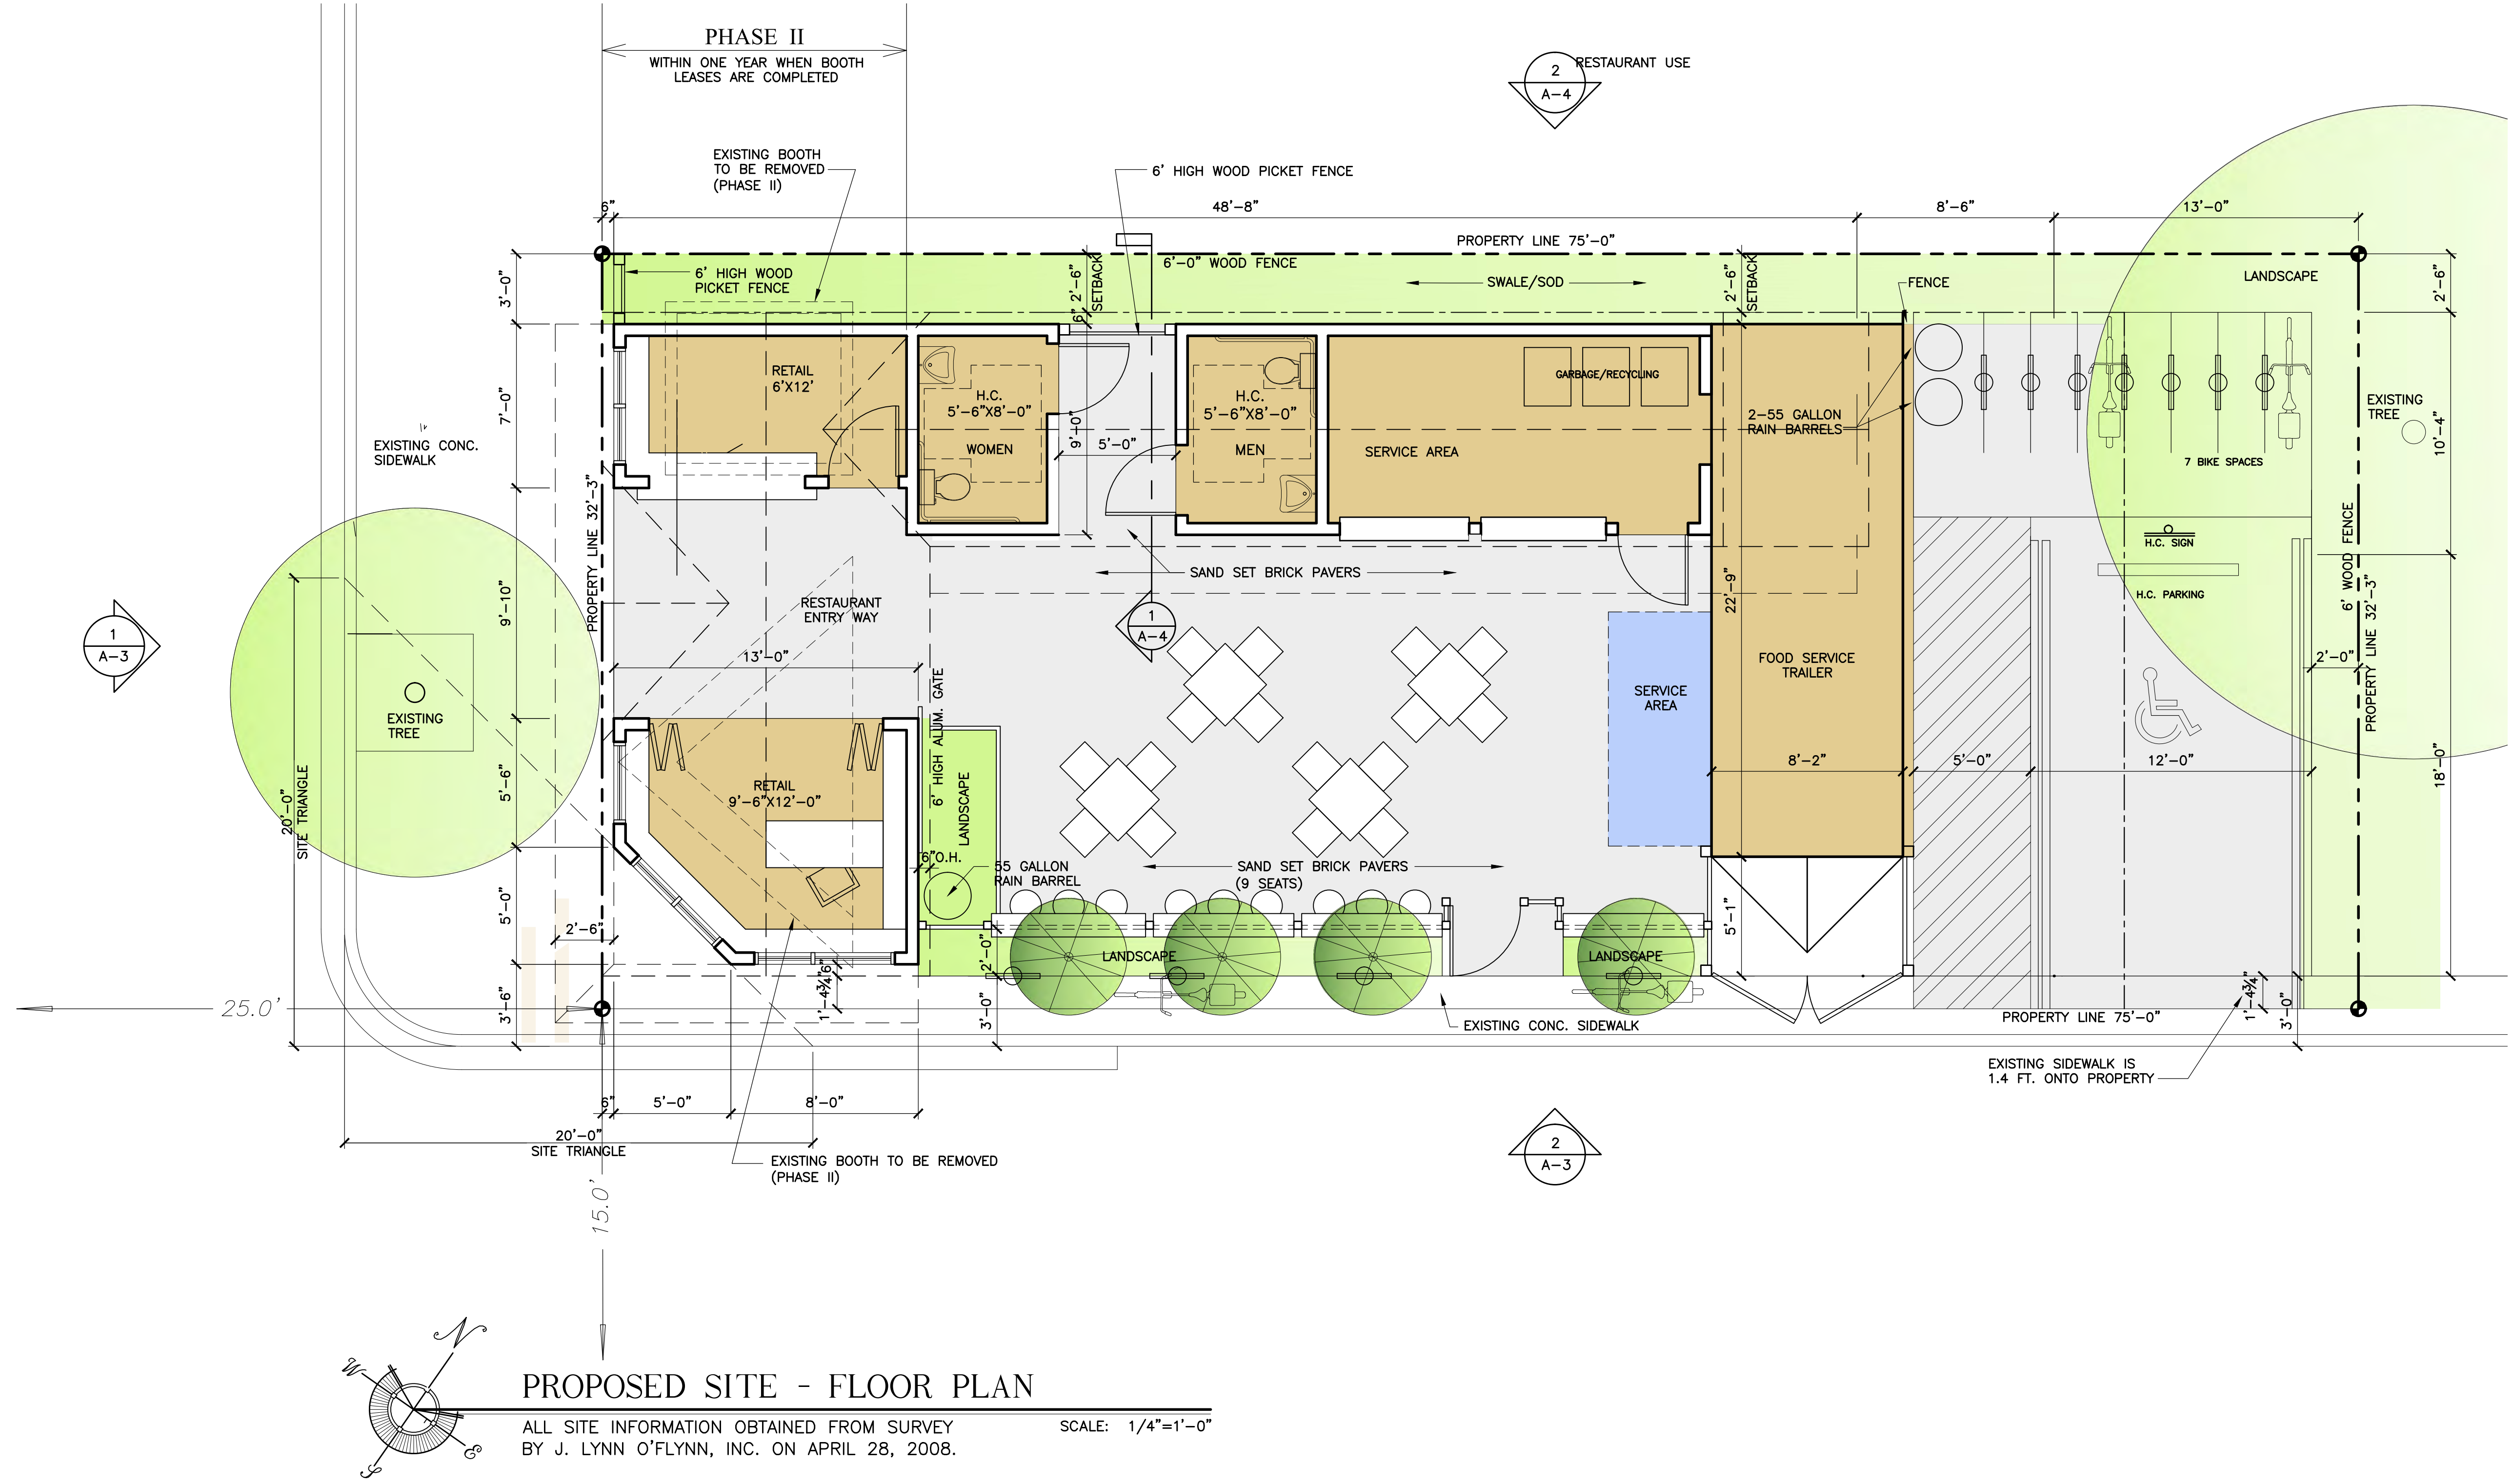 PHASE II
WITHIN ONE YEAR WHEN BOOTH
LEASES ARE COMPLETED
2
A-4
RESTAURANT USE
EXISTING BOOTH
TO BE REMOVED
(PHASE II)
6' HIGH WOOD PICKET FENCE
6"
48'-8"
8'-6"
13'-0"
PROPERTY LINE 75'-0"
6'-0" WOOD FENCE
3'-0"
6' HIGH WOOD
PICKET FENCE
6"
2'-6"
SETBACK
SWALE/SOD
2'-6"
SETBACK
FENCE
LANDSCAPE
2'-6"
7'-0"
RETAIL
6'X12'
H.C.
5'-6"X8'-0"
WOMEN
9'-0"
5'-0"
H.C.
5'-6"X8'-0"
MEN
GARBAGE/RECYCLING
SERVICE AREA
2-55 GALLON
RAIN BARRELS
7 BIKE SPACES
EXISTING
TREE
10'-4"
EXISTING CONC.
SIDEWALK
PROPERTY LINE 32'-3"
SAND SET BRICK PAVERS
H.C. SIGN
H.C. PARKING
6' WOOD FENCE
PROPERTY LINE 32'-3"
9'-10"
RESTAURANT
ENTRY WAY
1
A-4
22'-9"
1
A-3
13'-0"
FOOD SERVICE
TRAILER
2'-0"
EXISTING
TREE
6' HIGH ALUM. GATE
SERVICE
AREA
20'-0"
SITE TRIANGLE
5'-6"
RETAIL
9'-6"X12'-0"
LANDSCAPE
8'-2"
5'-0"
12'-0"
18'-0"
6"O.H.
55 GALLON
RAIN BARREL
SAND SET BRICK PAVERS
(9 SEATS)
5'-0"
2'-6"
5'-1"
2'-0"
LANDSCAPE
LANDSCAPE
3'-6"
6"
1'-4¾"
3'-0"
EXISTING CONC. SIDEWALK
1'-4¾"
3'-0"
PROPERTY LINE 75'-0"
25.0'
EXISTING SIDEWALK IS
1.4 FT. ONTO PROPERTY
6"
5'-0"
8'-0"
20'-0"
SITE TRIANGLE
EXISTING BOOTH TO BE REMOVED
(PHASE II)
2
A-3
15.0'
N
W
E
S
PROPOSED SITE - FLOOR PLAN
ALL SITE INFORMATION OBTAINED FROM SURVEY
BY J. LYNN O'FLYNN, INC. ON APRIL 28, 2008.
SCALE: 1/4"=1'-0"